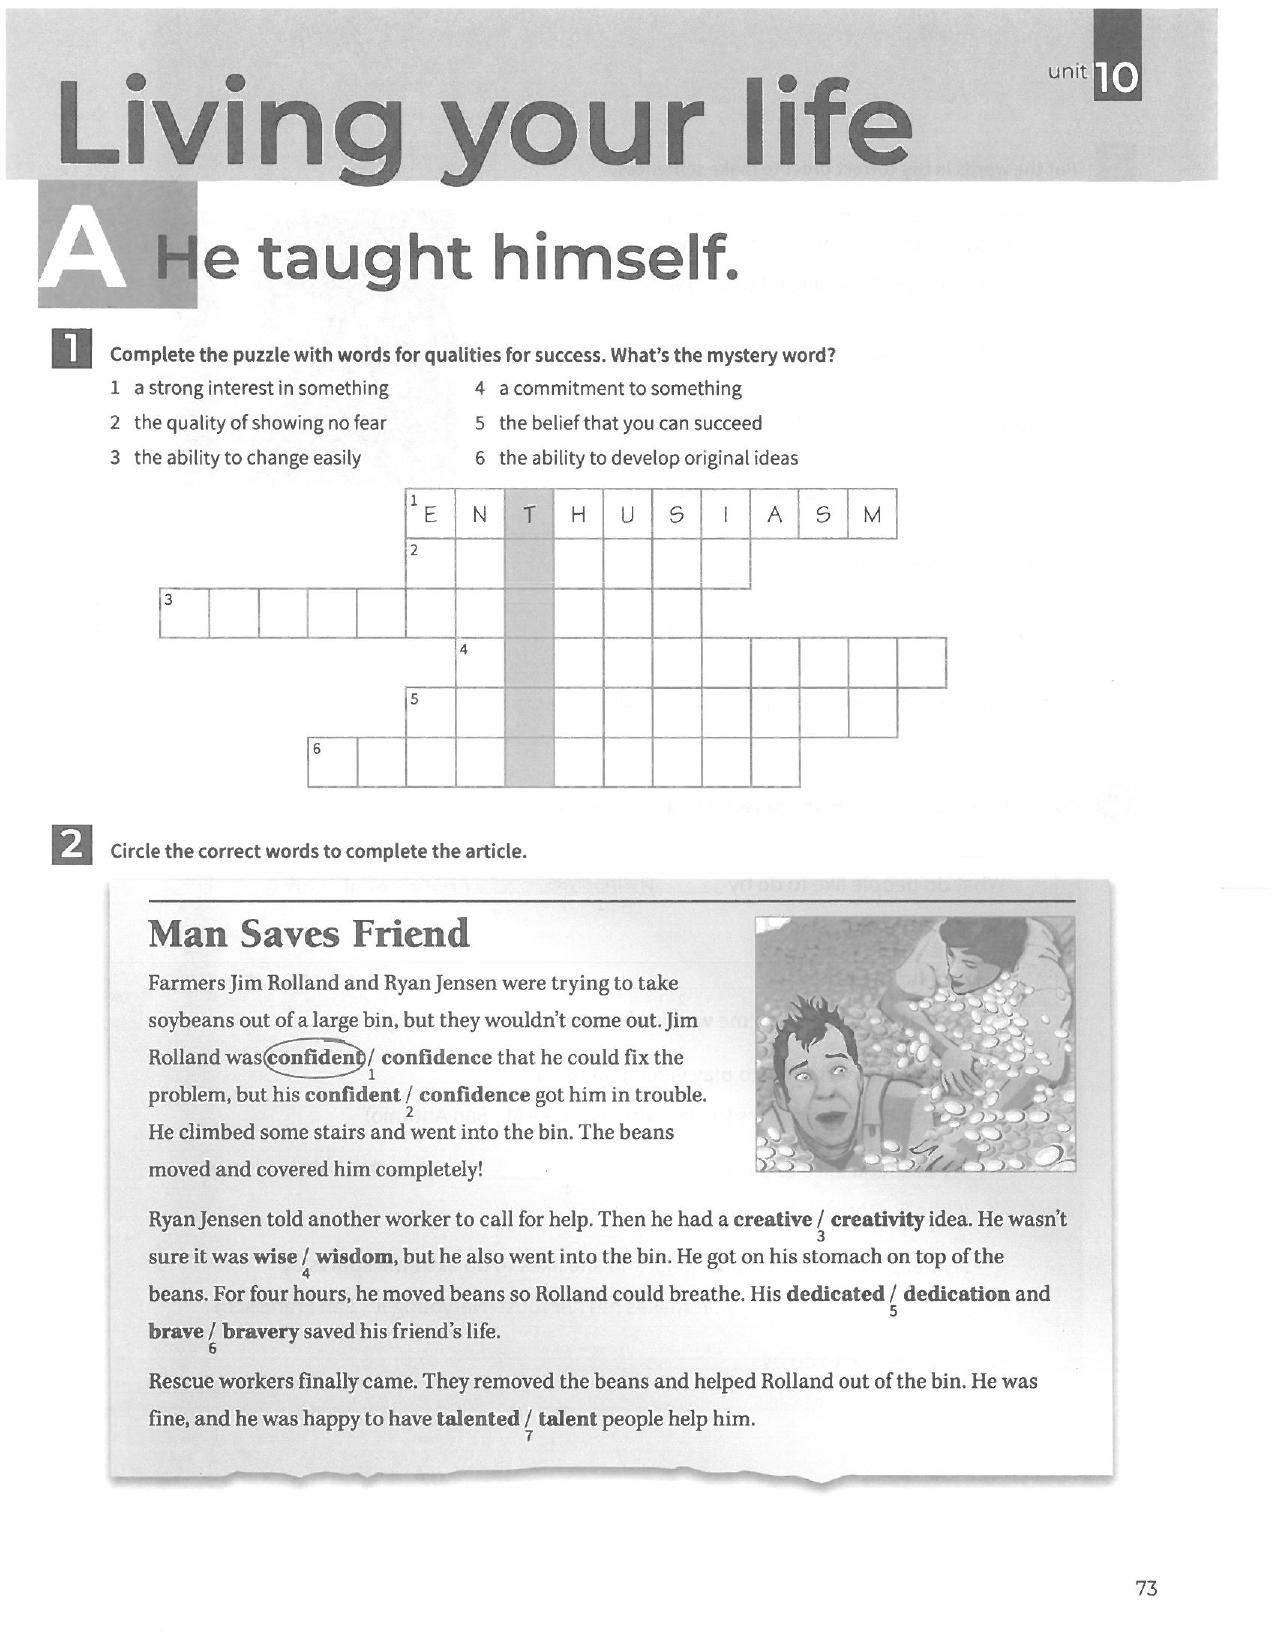 unit 10
Living your life
A He taught himself.
1 Complete the puzzle with words for qualities for success. What's the mystery word?
1 a strong interest in something
2 the quality of showing no fear
3 the ability to change easily
4 a commitment to something
5 the belief that you can succeed
6 the ability to develop original ideas
1 E N T H U S I A S M
2
3
4
5
6
2 Circle the correct words to complete the article.
Man Saves Friend
Farmers Jim Rolland and Ryan Jensen were trying to take
soybeans out of a large bin, but they wouldn't come out. Jim
Rolland was confident / confidence that he could fix the
1
problem, but his confident / confidence got him in trouble.
2
He climbed some stairs and went into the bin. The beans
moved and covered him completely!
Ryan Jensen told another worker to call for help. Then he had a creative / creativity idea. He wasn't
3
sure it was wise / wisdom, but he also went into the bin. He got on his stomach on top of the
4
beans. For four hours, he moved beans so Rolland could breathe. His dedicated / dedication and
5
brave / bravery saved his friend's life.
6
Rescue workers finally came. They removed the beans and helped Rolland out of the bin. He was
fine, and he was happy to have talented / talent people help him.
7
73